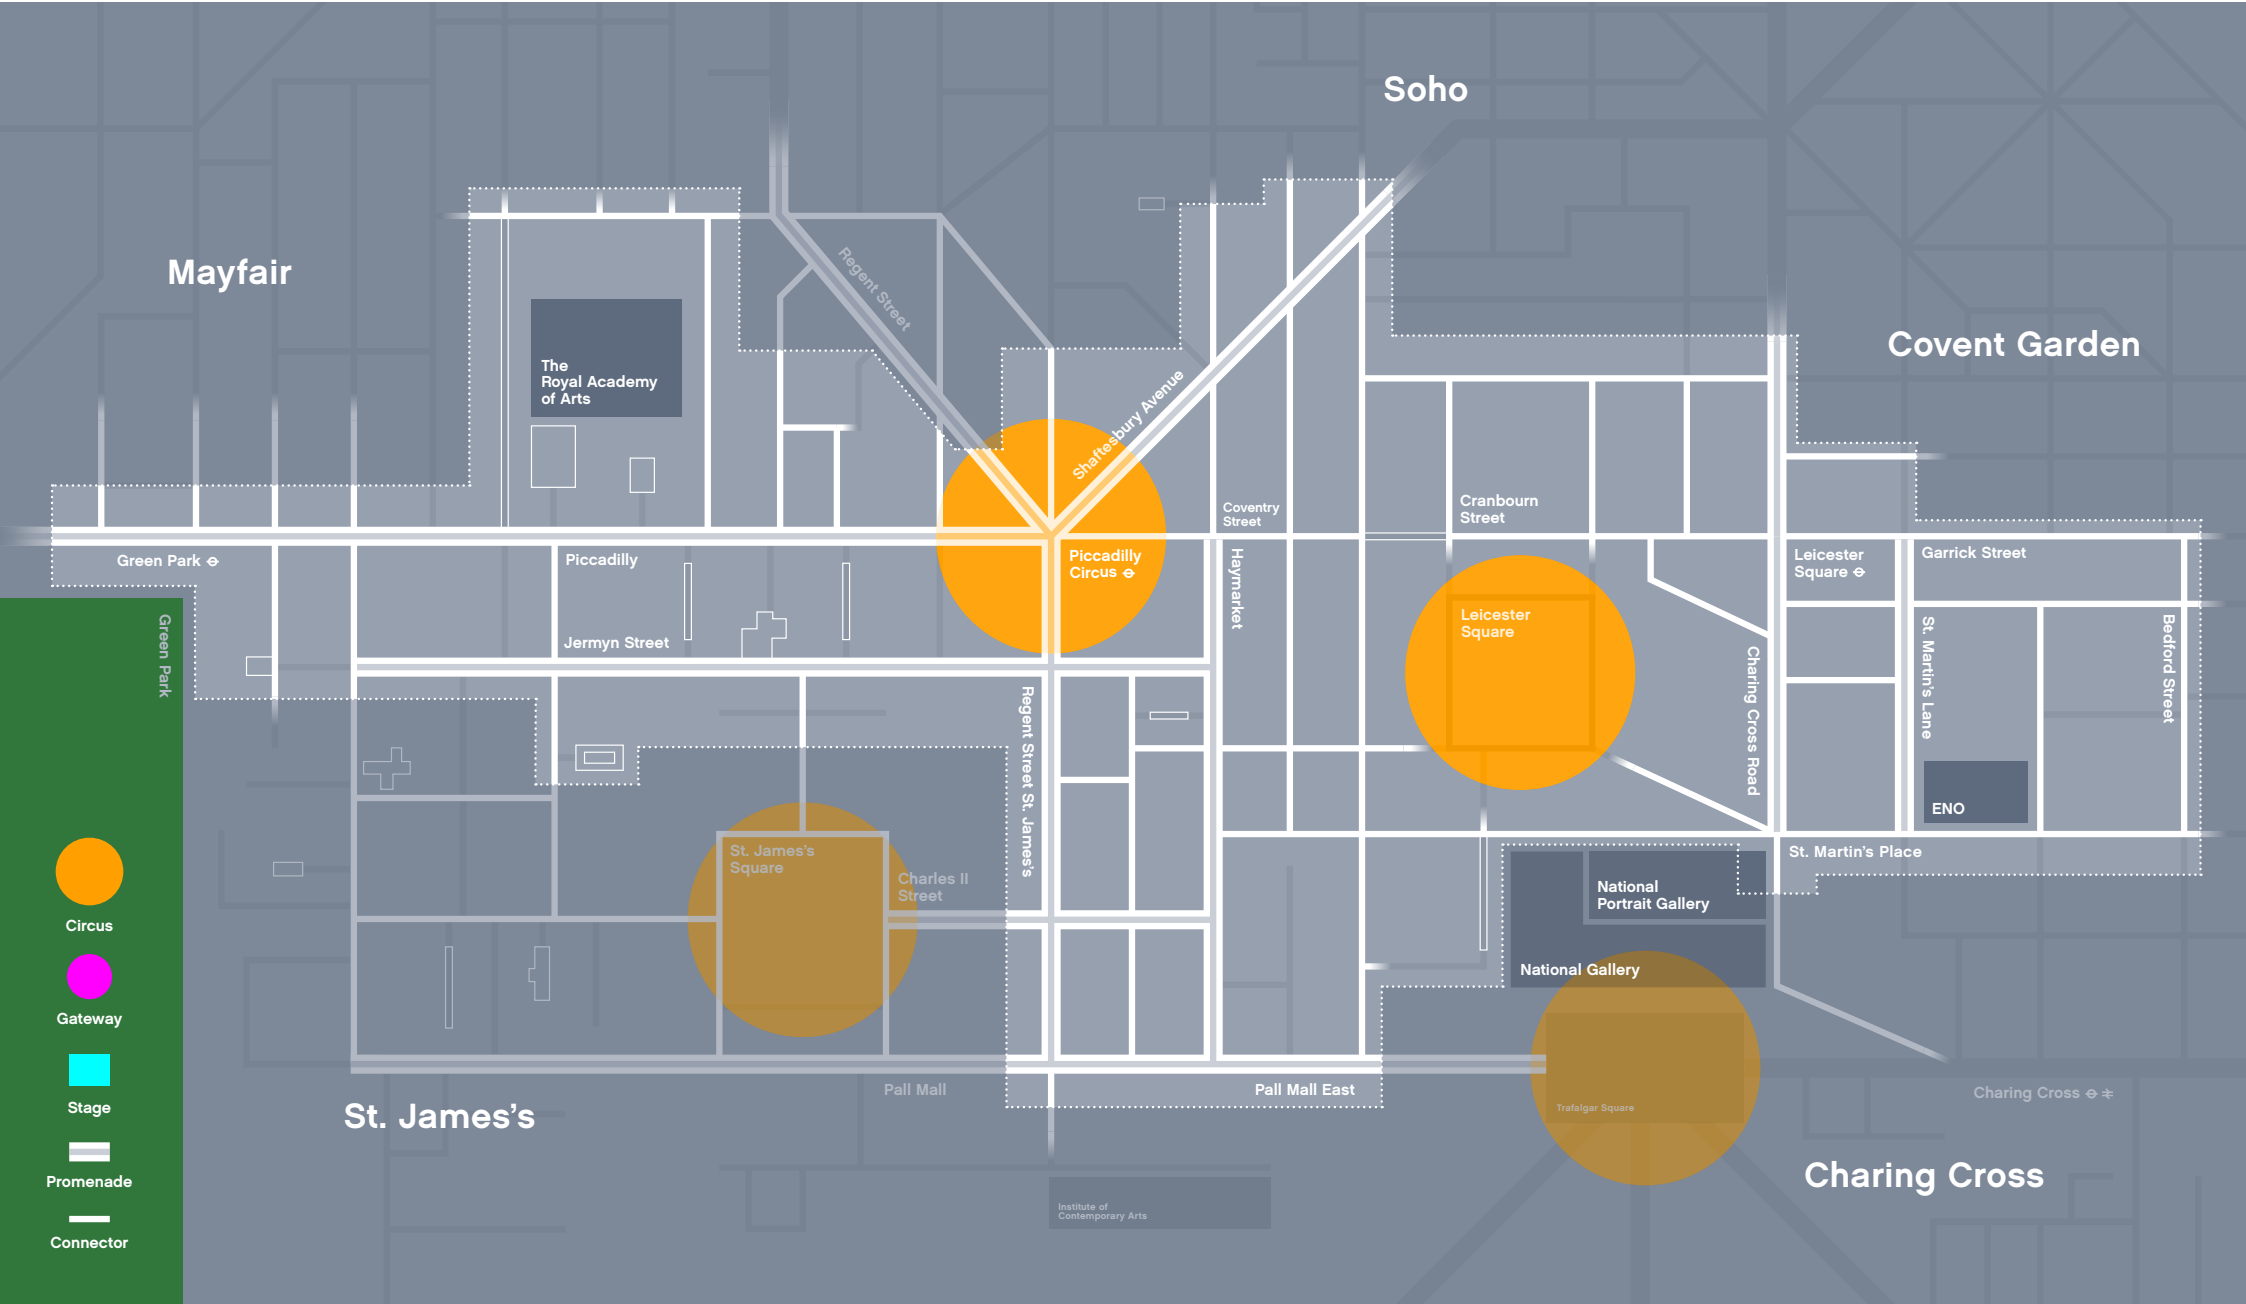 Soho
Mayfair
Regent Street
Covent Garden
The
Royal Academy
of Arts
Shaftesbury Avenue
Coventry
Street
Cranbourn
Street
Green Park
Piccadilly
Piccadilly
Circus
Haymarket
Leicester
Square
Garrick Street
Green Park
Jermyn Street
Leicester
Square
St. Martin's Lane
Bedford Street
Charing Cross Road
Regent Street St. James's
ENO
St. James's
Square
Charles II
Street
St. Martin's Place
National
Portrait Gallery
National Gallery
Circus
Gateway
Stage
Promenade
Connector
Pall Mall
Pall Mall East
Trafalgar Square
Charing Cross
St. James's
Charing Cross
Institute of
Contemporary Arts